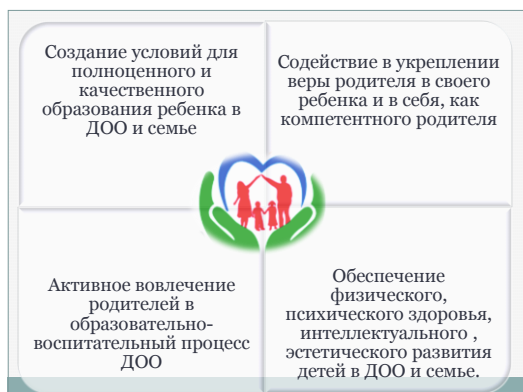 Создание условий для
полноценного и
качественного
образования ребенка в
ДОО и семье
Содействие в укреплении
веры родителя в своего
ребенка и в себя, как
компетентного родителя
Активное вовлечение
родителей в
образовательно-
воспитательный процесс
ДОО
Обеспечение
физического,
психического здоровья,
интеллектуального ,
эстетического развития
детей в ДОО и семье.